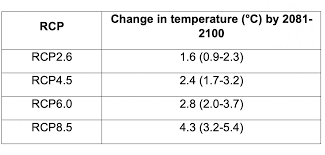 RCP
Change in temperature (°C) by 2081-
2100
RCP2.6
1.6 (0.9-2.3)
RCP4.5
2.4 (1.7-3.2)
RCP6.0
2.8 (2.0-3.7)
RCP8.5
4.3 (3.2-5.4)